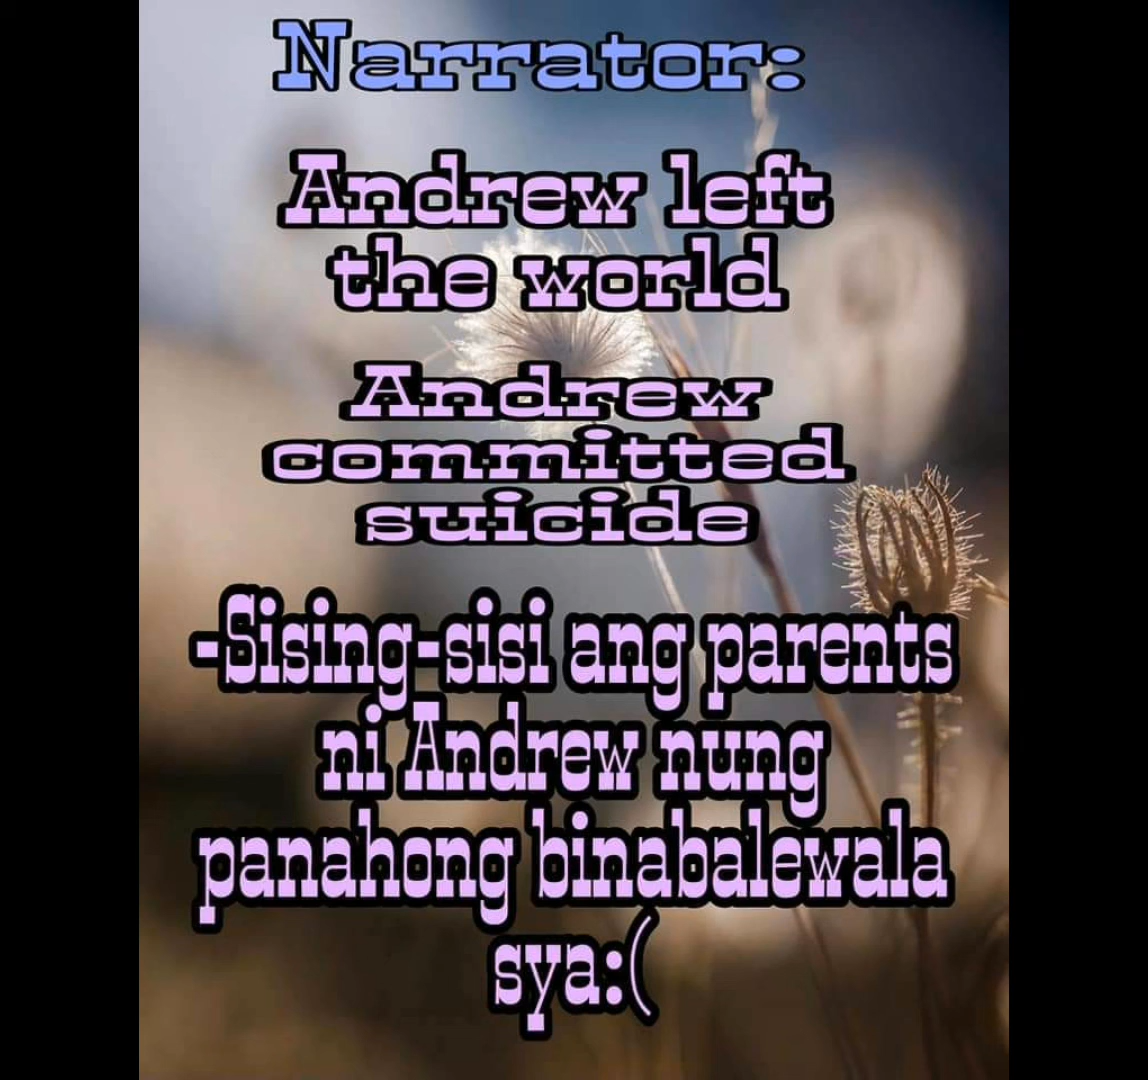 Narrator:
Andrew left
the world
Andrew
committed
suicide
-Sising-sisi ang parents
ni Andrew nung
panahong binabalewala
sya:(